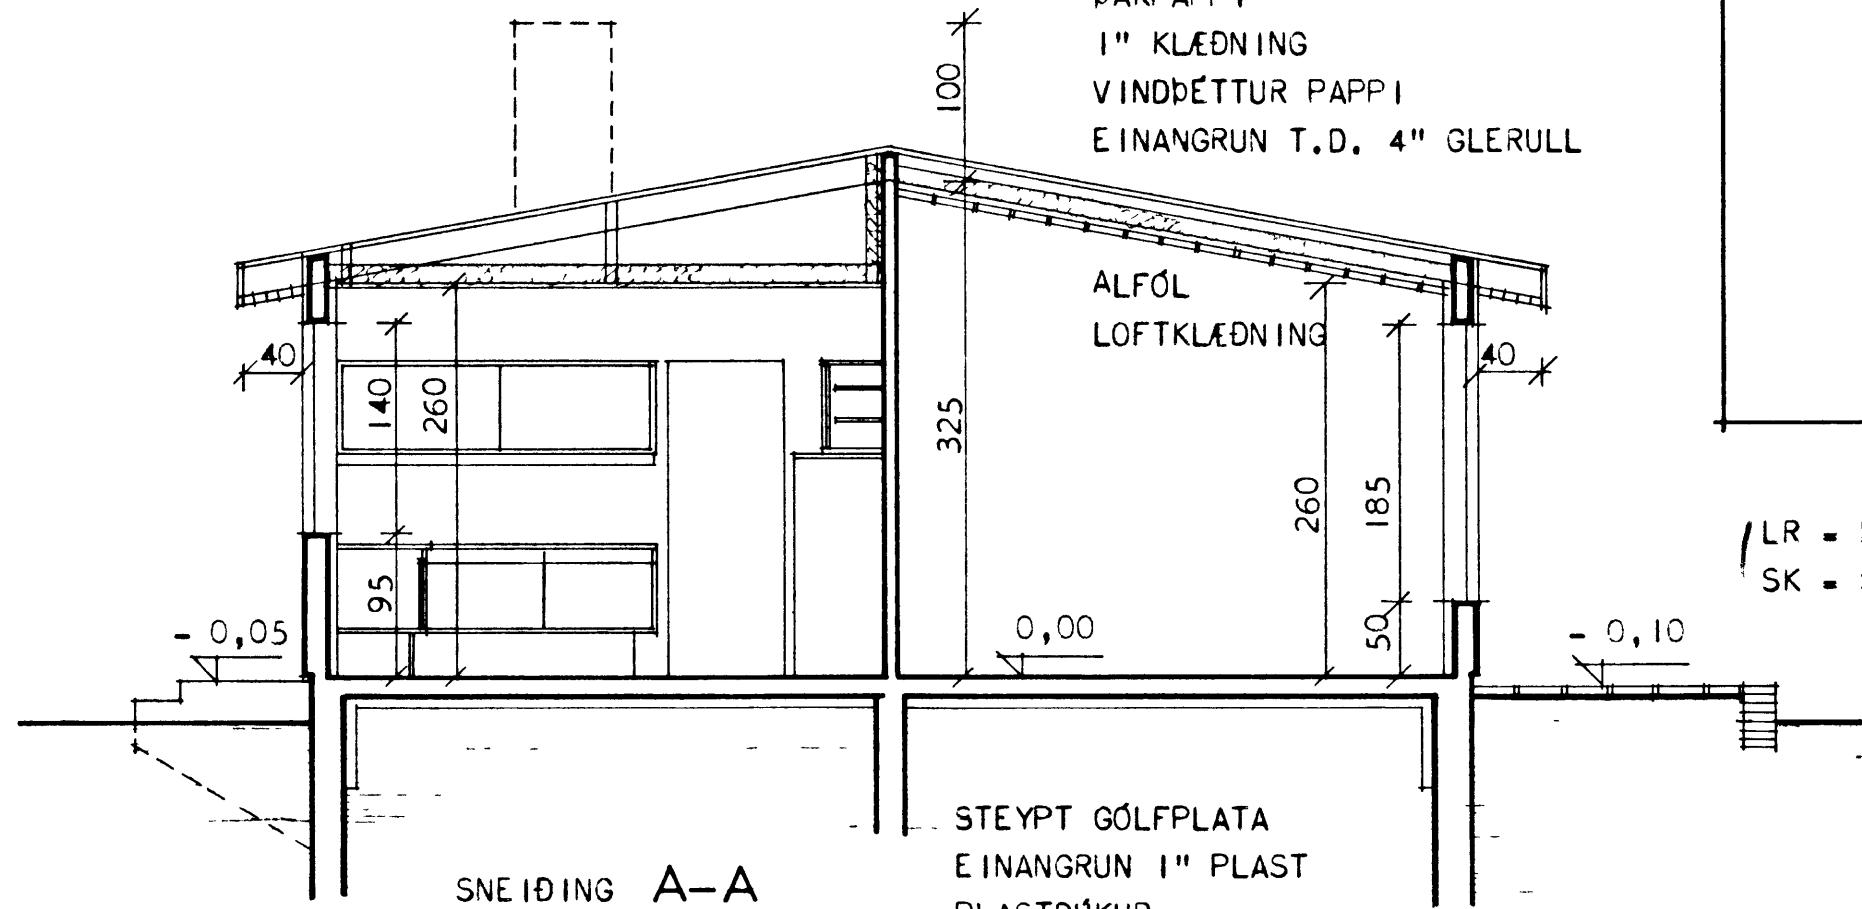 1" KLÆÐNING
VINDÞÉTTUR PAPPI
EINANGRUN T.D. 4" GLERULL
100
ALFÓL
LOFTKLÆÐNING
40
140
260
325
260
185
40
95
50
- 0,05
0,00
- 0,10
LR =
SK =
STEYPT GÓLFPLATA
EINANGRUN 1" PLAST
SNEIÐING A-A